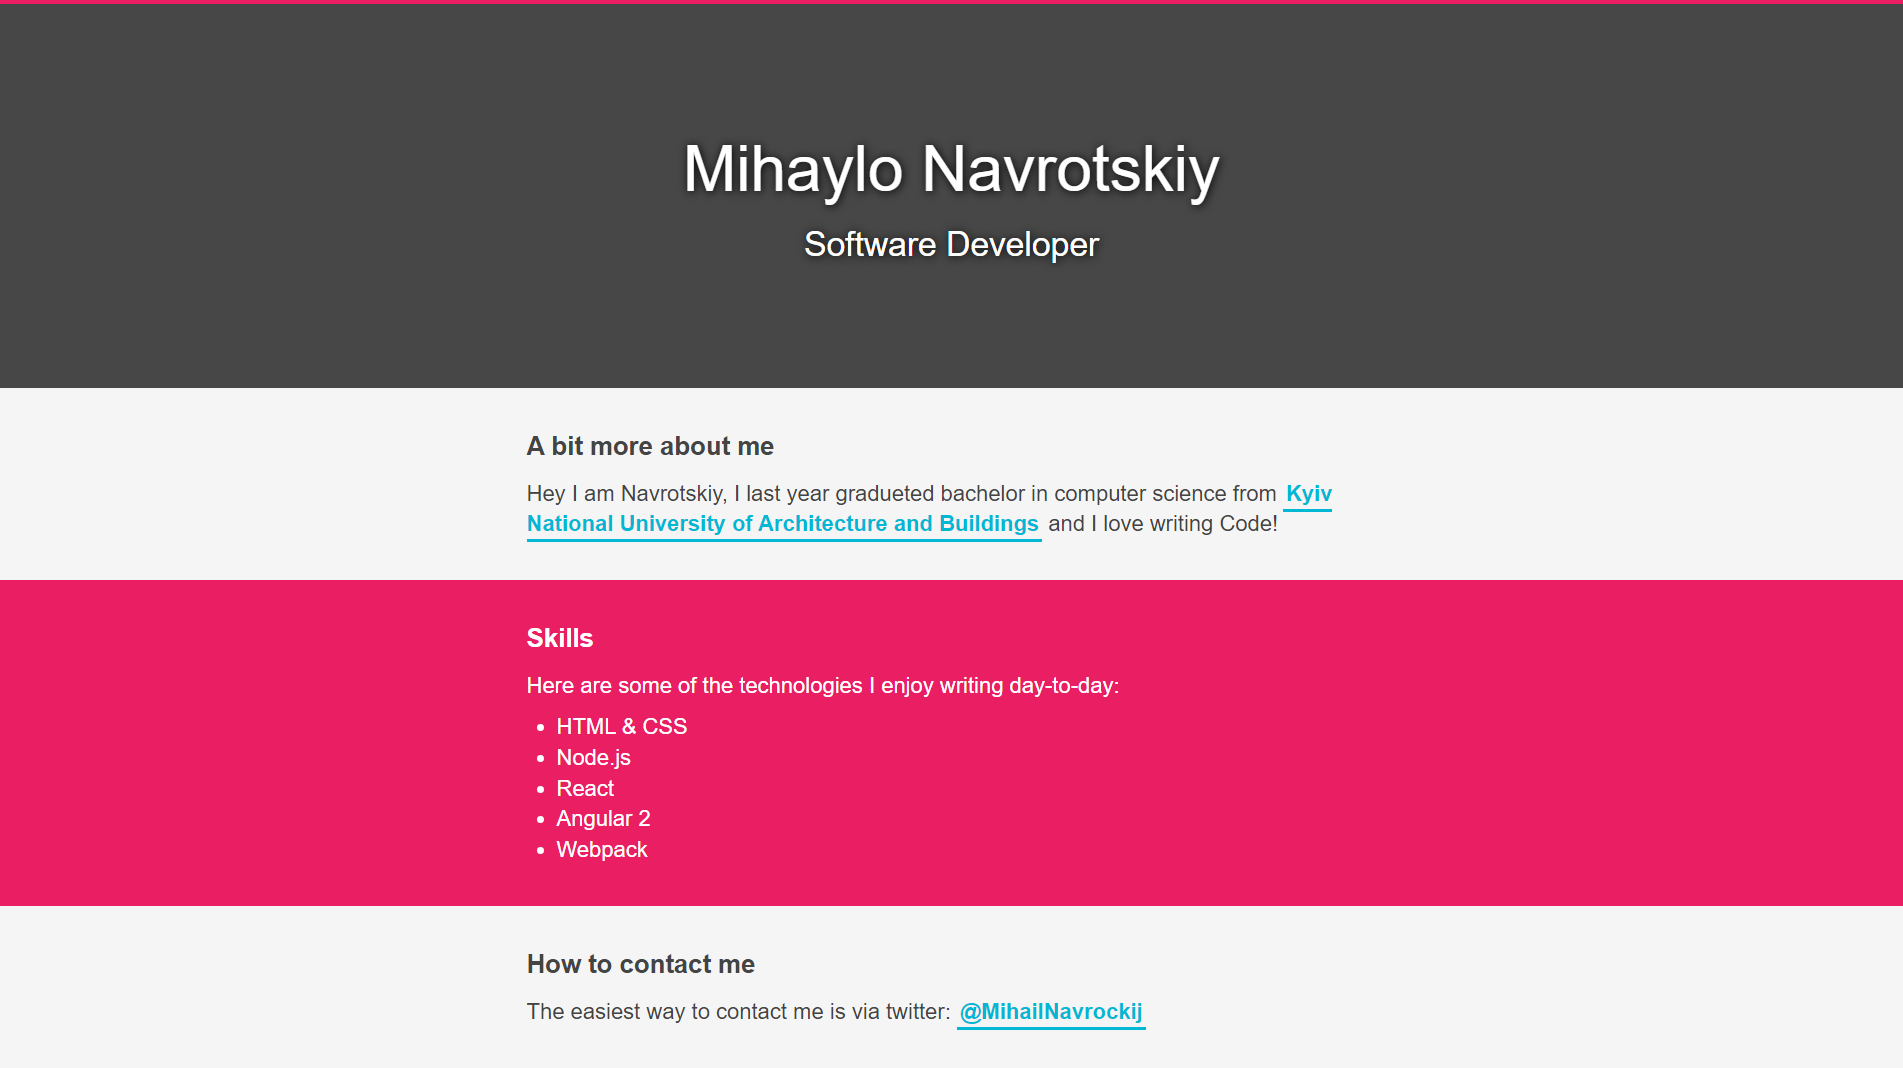 Mihaylo Navrotskiy
Software Developer
A bit more about me
Hey I am Navrotskiy, I last year gradueted bachelor in computer science from Kyiv
National University of Architecture and Buildings and I love writing Code!
Skills
Here are some of the technologies I enjoy writing day-to-day:
• HTML & CSS
• Node.js
• React
• Angular 2
• Webpack
How to contact me
The easiest way to contact me is via twitter: @MihailNavrockij